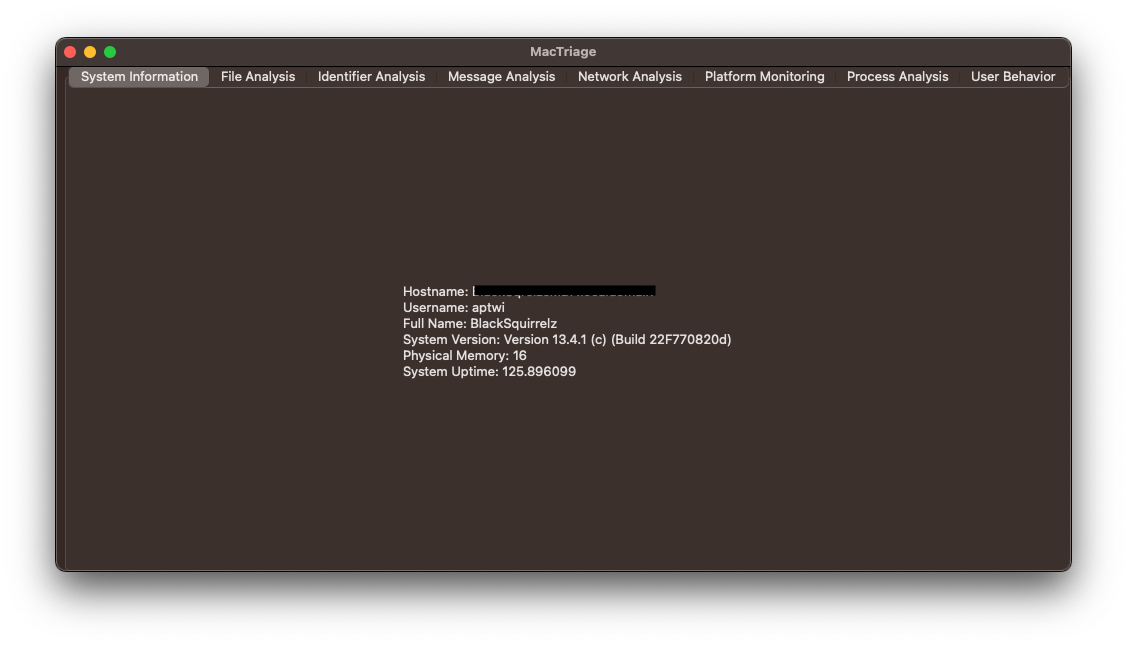 MacTriage
System Information File Analysis Identifier Analysis Message Analysis Network Analysis Platform Monitoring Process Analysis User Behavior
Hostname:
Username: aptwi
Full Name: BlackSquirrelz
System Version: Version 13.4.1 (c) (Build 22F770820d)
Physical Memory: 16
System Uptime: 125.896099